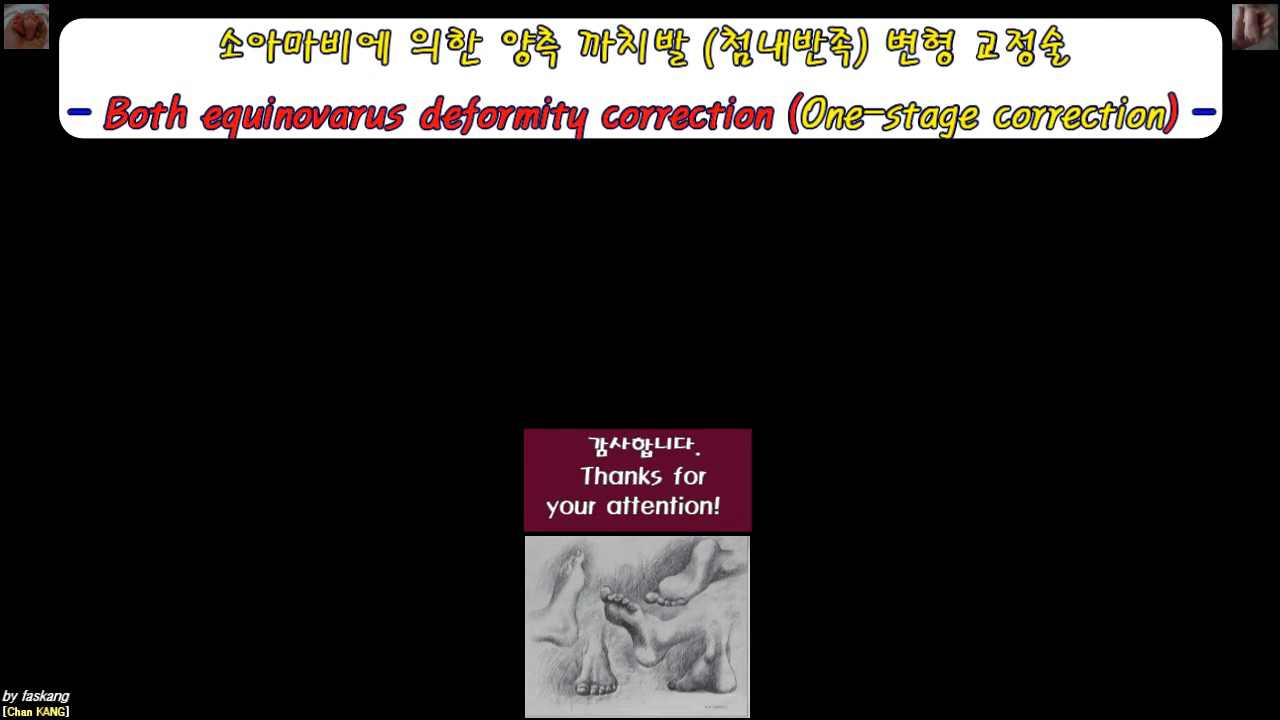 소아마비에 의한 양측 까치발 (첨내반족) 변형 교정술
- Both equinovarus deformity correction (One-stage correction) -
감사합니다.
Thanks for
your attention!
by faskang
[Chan KANG]